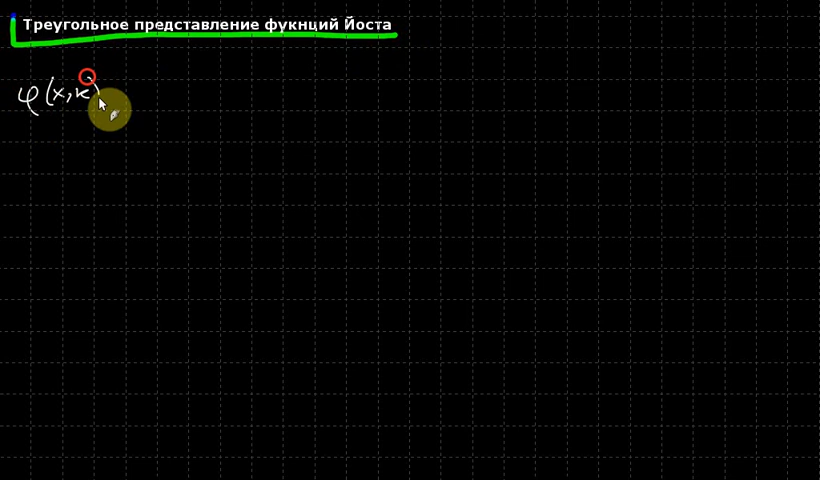 Треугольное представление фукнций Йоста
φ(x,κ)